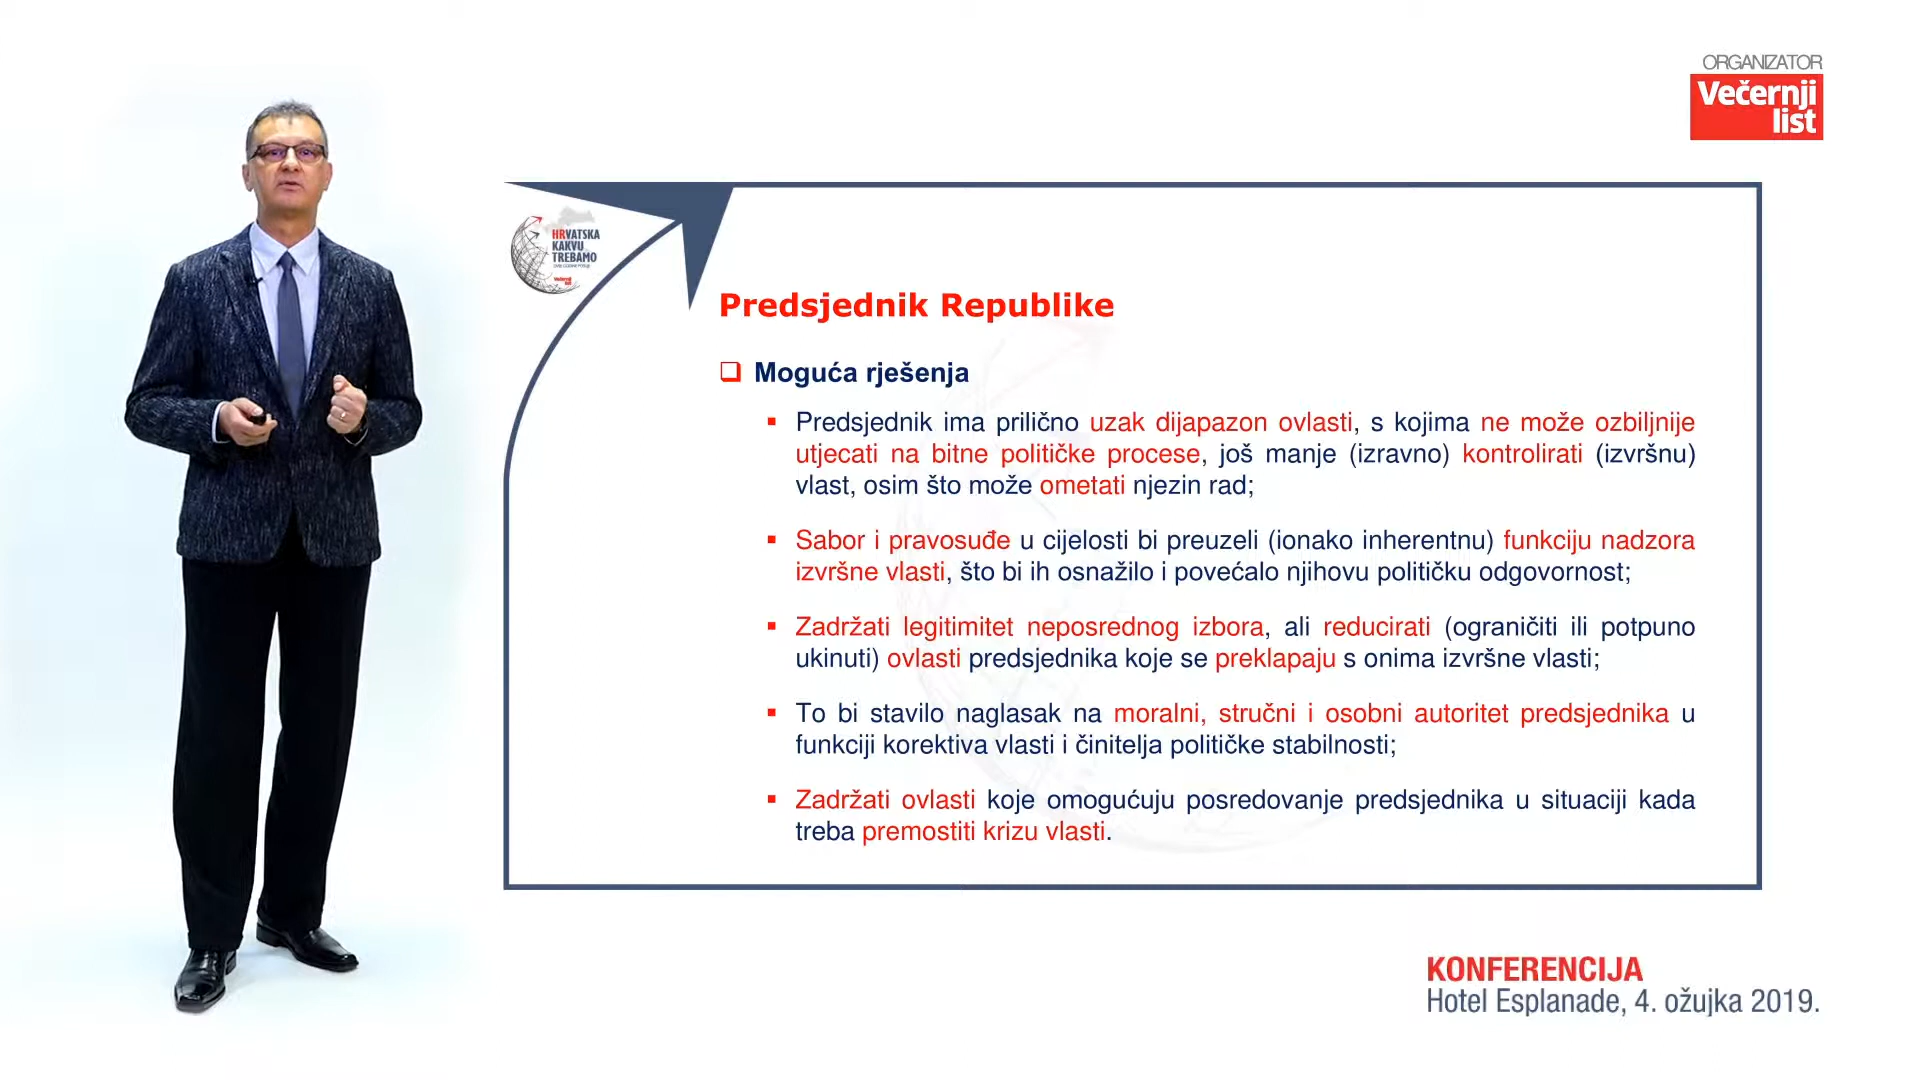 ORGANIZATOR
Večernji
list
HRVATSKA
KAKVU
TREBAMO
Večernji
list
Predsjednik Republike
Moguća rješenja
Predsjednik ima prilično uzak dijapazon ovlasti, s kojima ne može ozbiljnije
utjecati na bitne političke procese, još manje (izravno) kontrolirati (izvršnu)
vlast, osim što može ometati njezin rad;
Sabor i pravosuđe u cijelosti bi preuzeli (ionako inherentnu) funkciju nadzora
izvršne vlasti, što bi ih osnažilo i povećalo njihovu političku odgovornost;
Zadržati legitimitet neposrednog izbora, ali reducirati (ograničiti ili potpuno
ukinuti) ovlasti predsjednika koje se preklapaju s onima izvršne vlasti;
To bi stavilo naglasak na moralni, stručni i osobni autoritet predsjednika u
funkciji korektiva vlasti i činitelja političke stabilnosti;
Zadržati ovlasti koje omogućuju posredovanje predsjednika u situaciji kada
treba premostiti krizu vlasti.
KONFERENCIJA
Hotel Esplanade, 4. ožujka 2019.